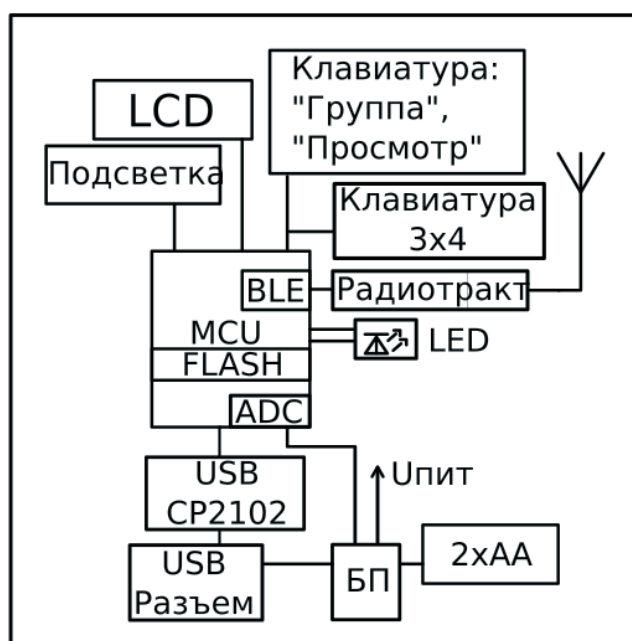 Клавиатура:
"Группа",
"Просмотр"
LCD
Подсветка
Клавиатура
3x4
BLE
Радиотракт
MCU
LED
FLASH
ADC
USB
CP2102
Uпит
USB
Разъем
БП
2xAA